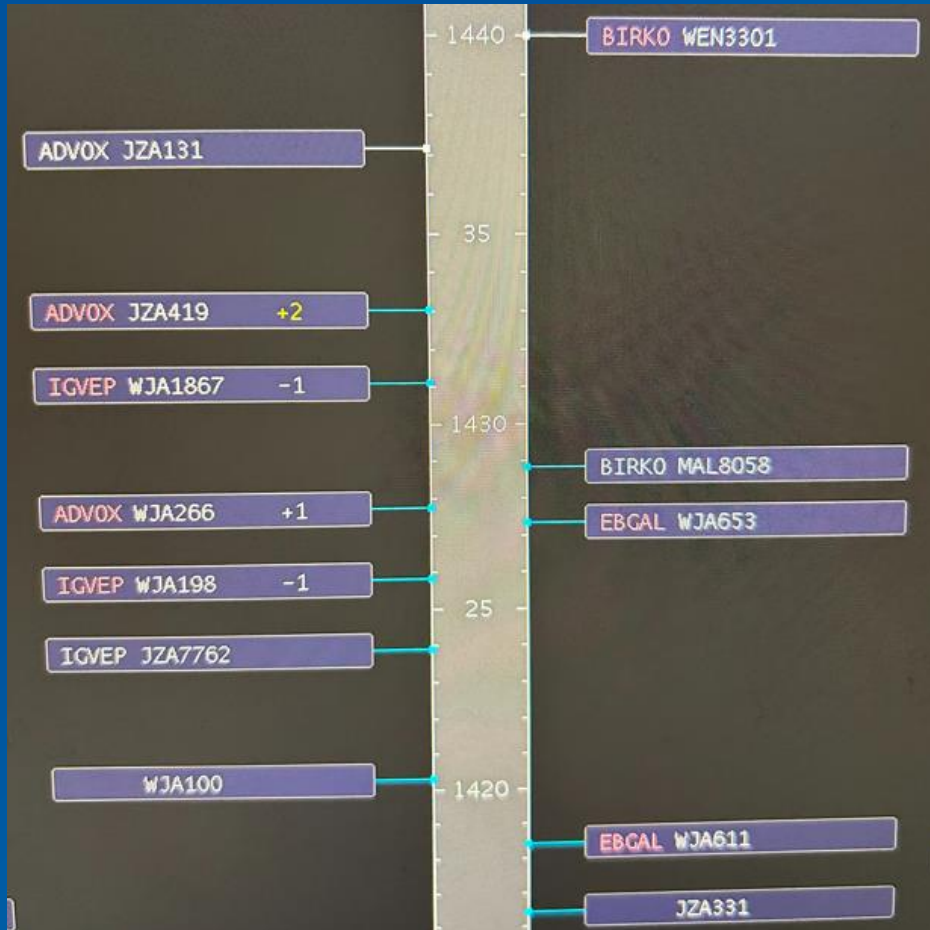 1440
BIRKO WEN3301
ADVOX JZA131
35
ADVOX JZA419 +2
IGVEP WJA1867 -1
1430
BIRKO MAL8058
ADVOX WJA266 +1
EBGAL WJA653
IGVEP WJA198 -1
25
IGVEP JZA7762
WJA100
1420
EBGAL WJA611
JZA331